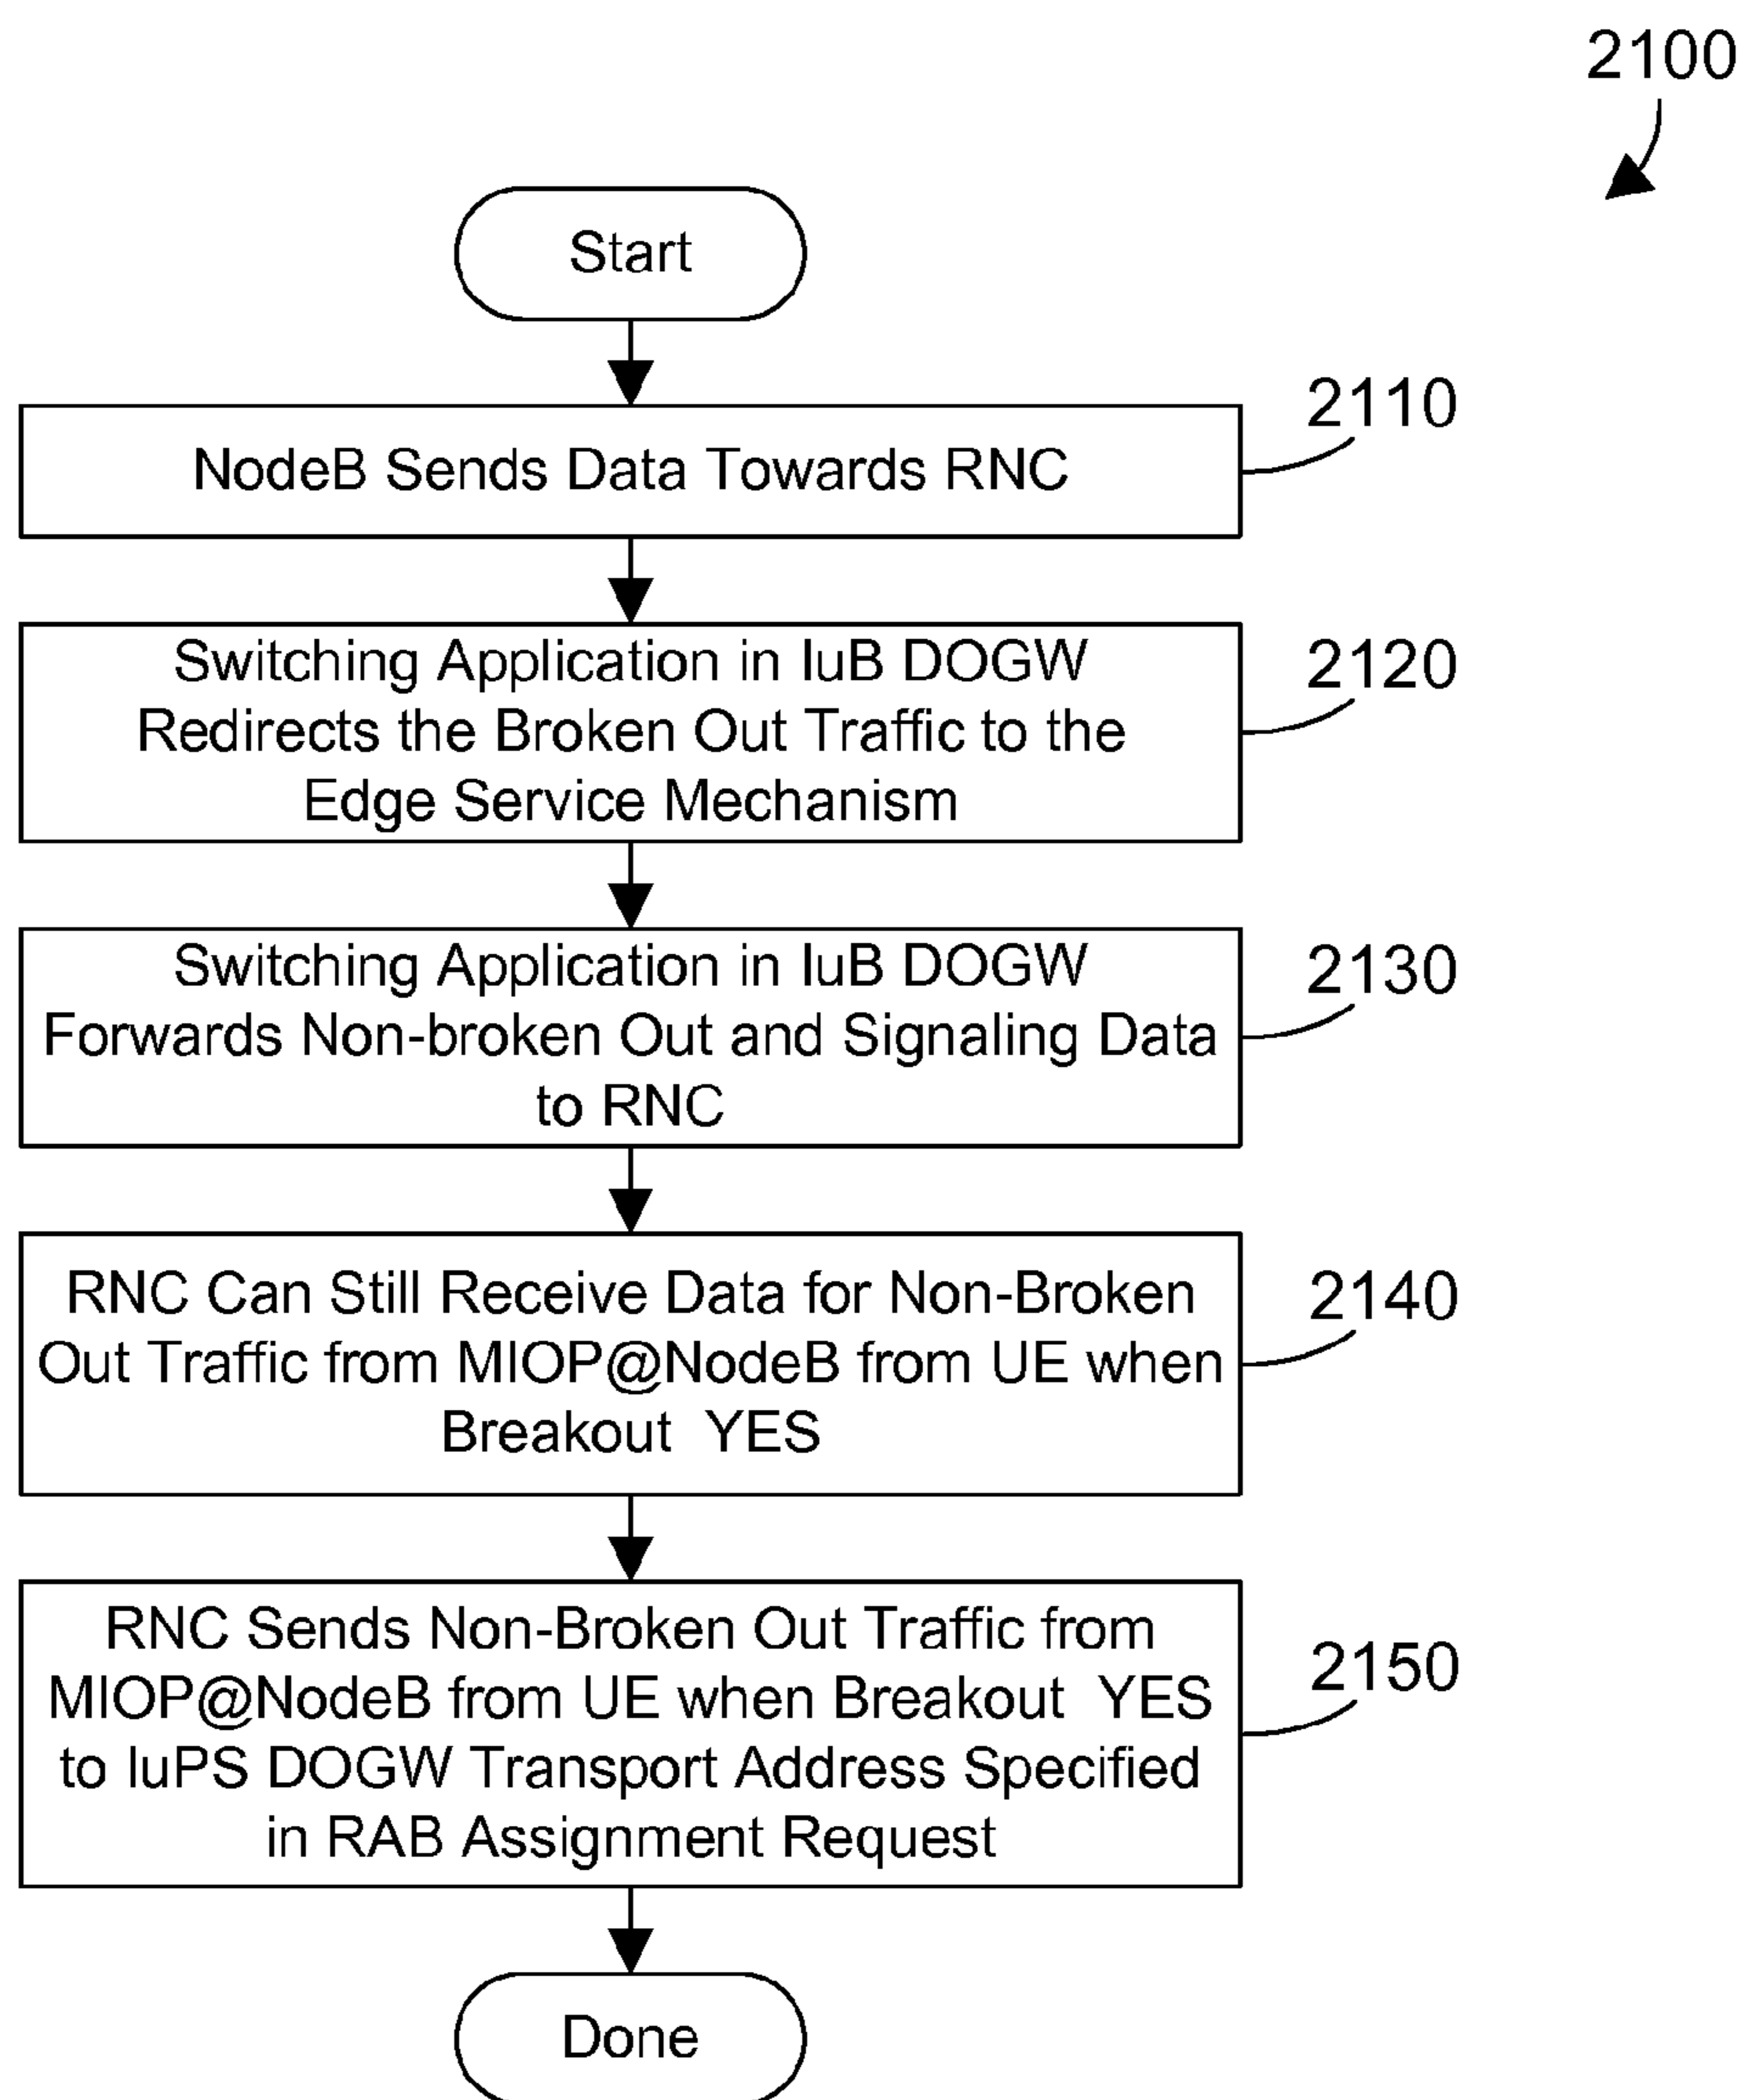 2100
Start
NodeB Sends Data Towards RNC
2110
Switching Application in IuB DOGW
Redirects the Broken Out Traffic to the
Edge Service Mechanism
2120
Switching Application in IuB DOGW
Forwards Non-broken Out and Signaling Data
to RNC
2130
RNC Can Still Receive Data for Non-Broken
Out Traffic from MIOP@NodeB from UE when
Breakout YES
2140
RNC Sends Non-Broken Out Traffic from
MIOP@NodeB from UE when Breakout YES
to IuPS DOGW Transport Address Specified
in RAB Assignment Request
2150
Done